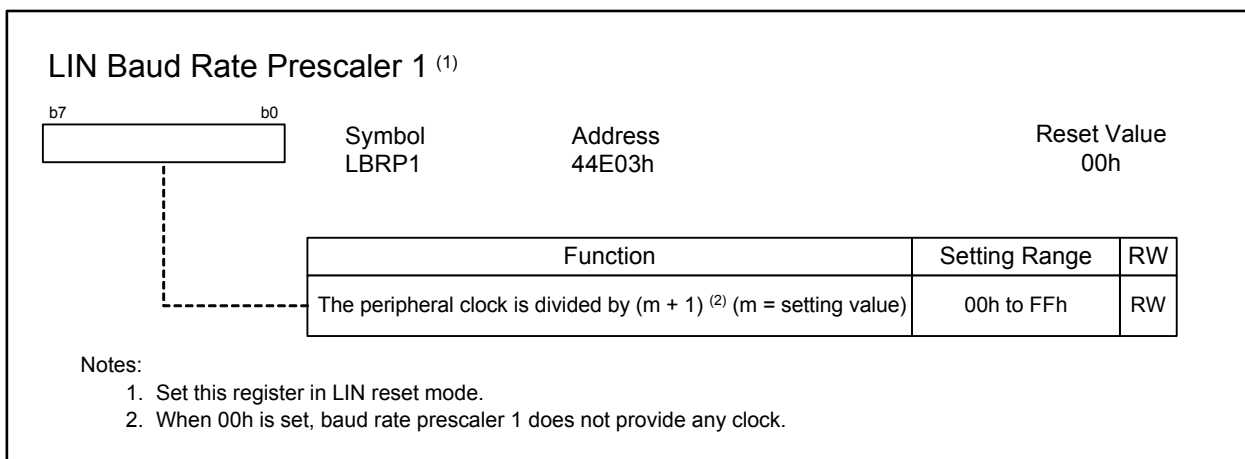 LIN Baud Rate Prescaler 1 (1)
b7 b0
Symbol Address Reset Value
LBRP1 44E03h 00h
Function Setting Range RW
The peripheral clock is divided by (m + 1) (2) (m = setting value) 00h to FFh RW
Notes:
1. Set this register in LIN reset mode.
2. When 00h is set, baud rate prescaler 1 does not provide any clock.